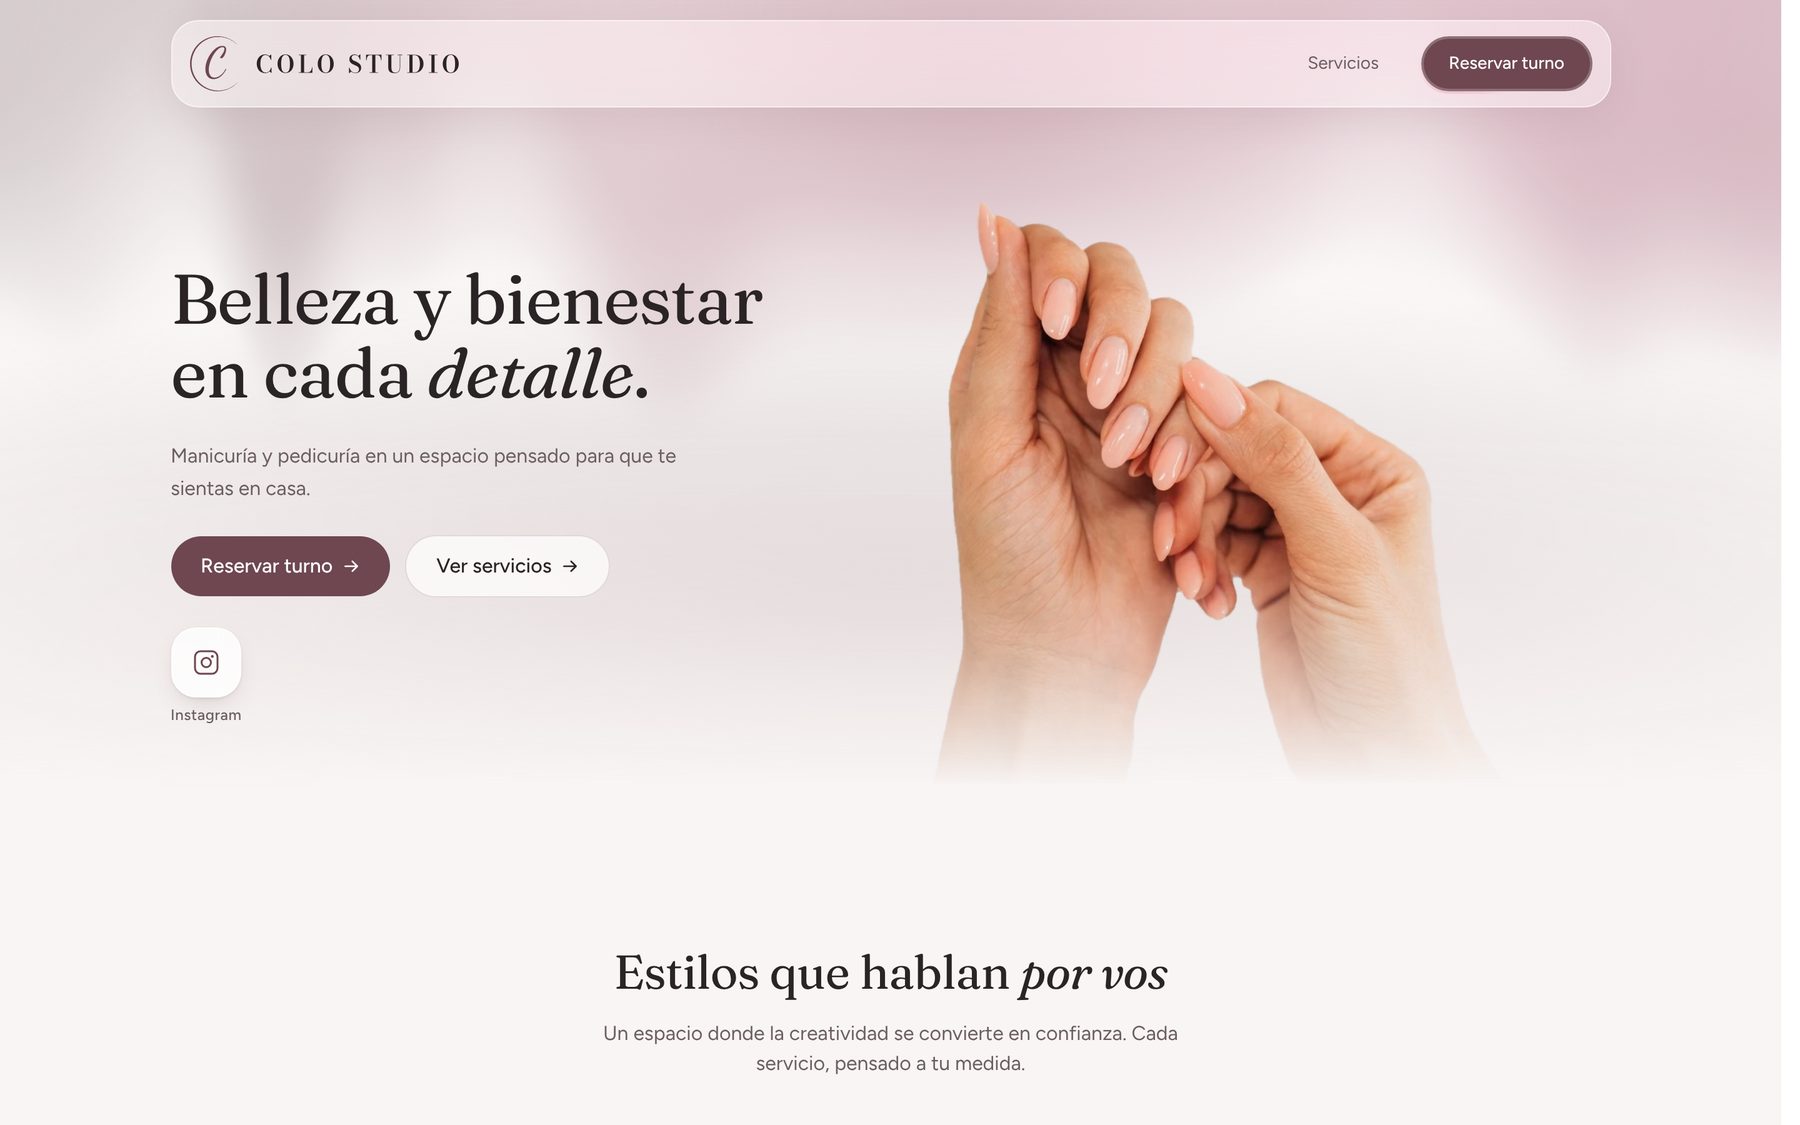 C COLO STUDIO
Servicios
Reservar turno
Belleza y bienestar
en cada detalle.
Manicuría y pedicuría en un espacio pensado para que te
sientas en casa.
Reservar turno →
Ver servicios →
Instagram
Estilos que hablan por vos
Un espacio donde la creatividad se convierte en confianza. Cada
servicio, pensado a tu medida.